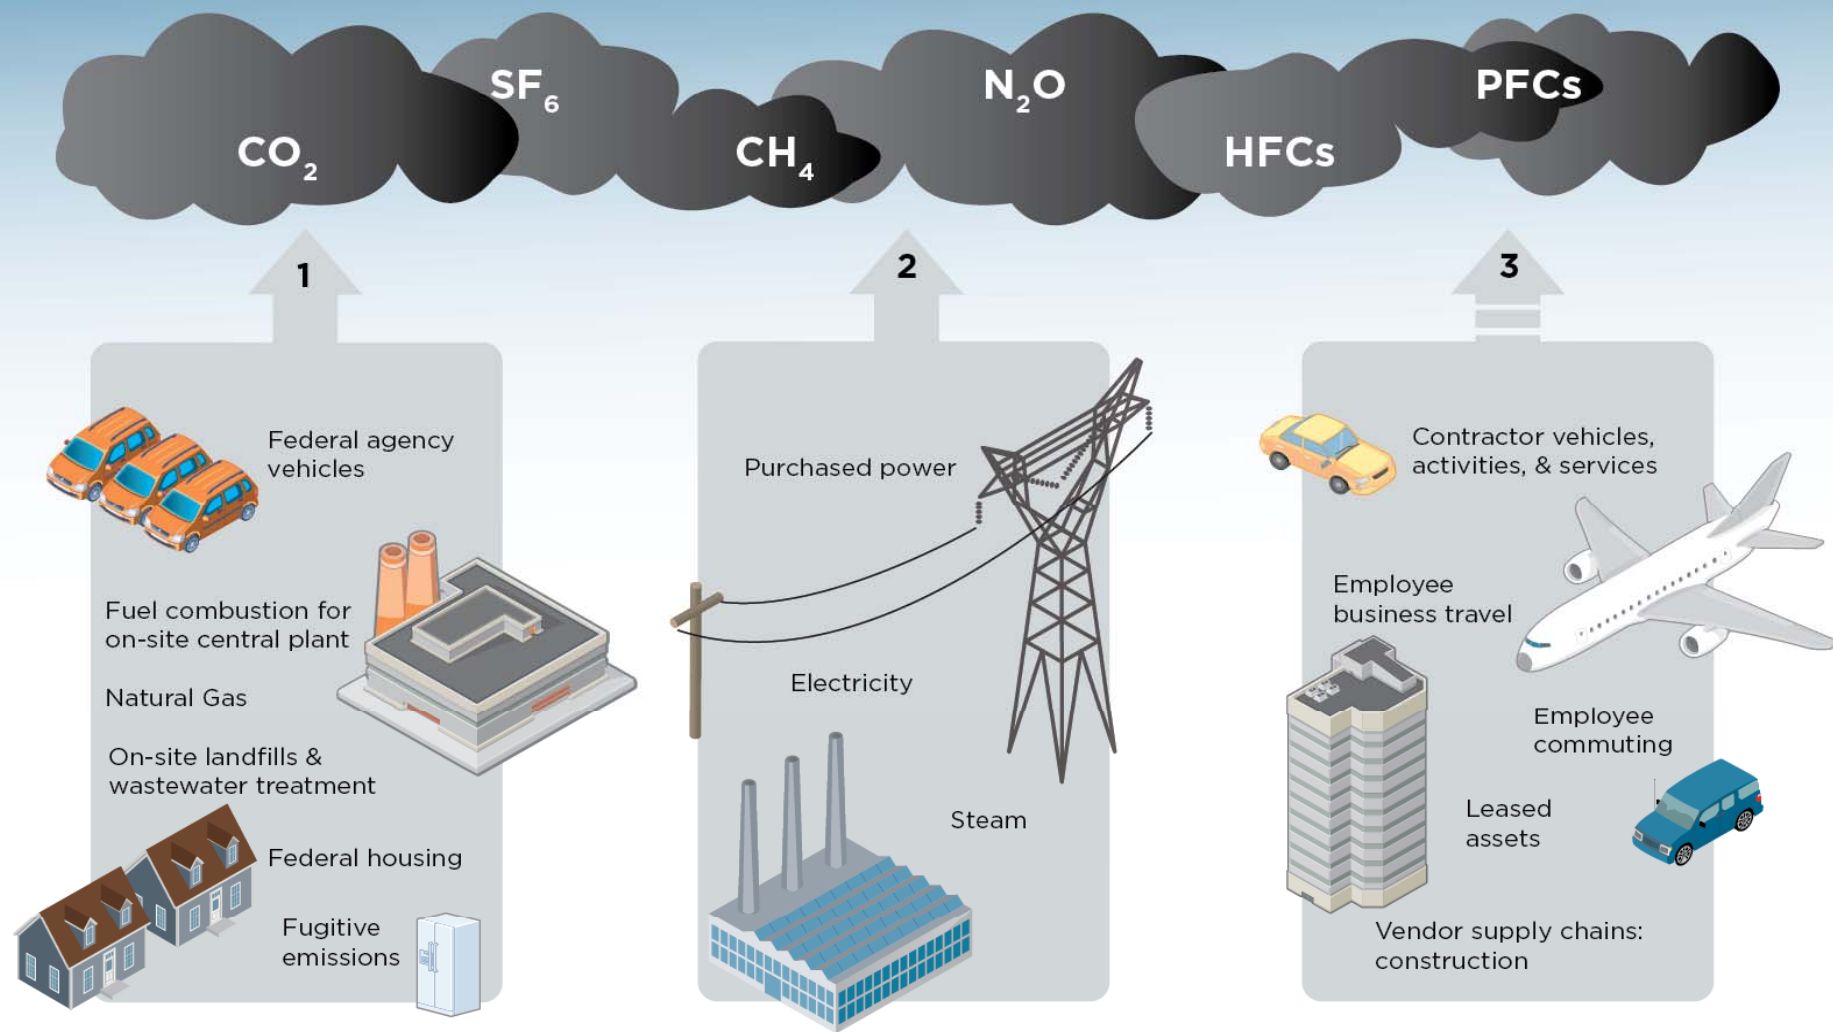 SF₆
N₂O
PFCs
CO₂
CH₄
HFCs
1
2
3
Federal agency
vehicles
Fuel combustion for
on-site central plant
Natural Gas
On-site landfills &
wastewater treatment
Federal housing
Fugitive
emissions
Purchased power
Electricity
Steam
Contractor vehicles,
activities, & services
Employee
business travel
Employee
commuting
Leased
assets
Vendor supply chains:
construction